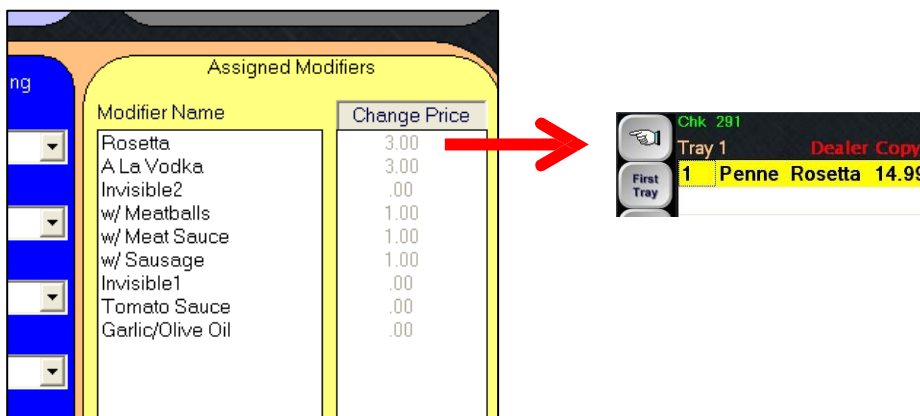 ng
Assigned Modifiers
Modifier Name Change Price
Rosetta 3.00
A La Vodka 3.00
Invisible2 .00
w/ Meatballs 1.00
w/ Meat Sauce 1.00
w/ Sausage 1.00
Invisible1 .00
Tomato Sauce .00
Garlic/Olive Oil .00
Chk 291
Tray 1 Dealer Copy
First
Tray
1 Penne Rosetta 14.99